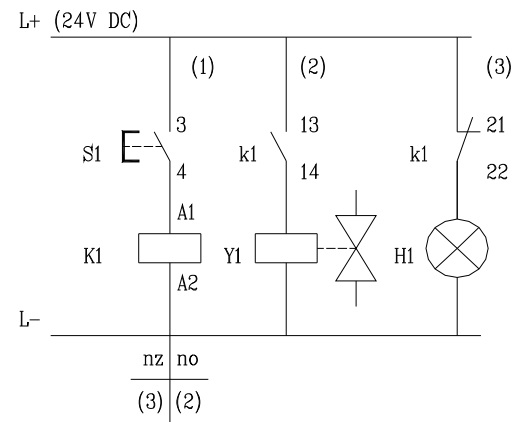 L+ (24V DC)
(1) (2) (3)
3 13 21
S1 k1 k1
4 14 22
A1
K1 Y1 H1
A2
L-
nz no
(3) (2)